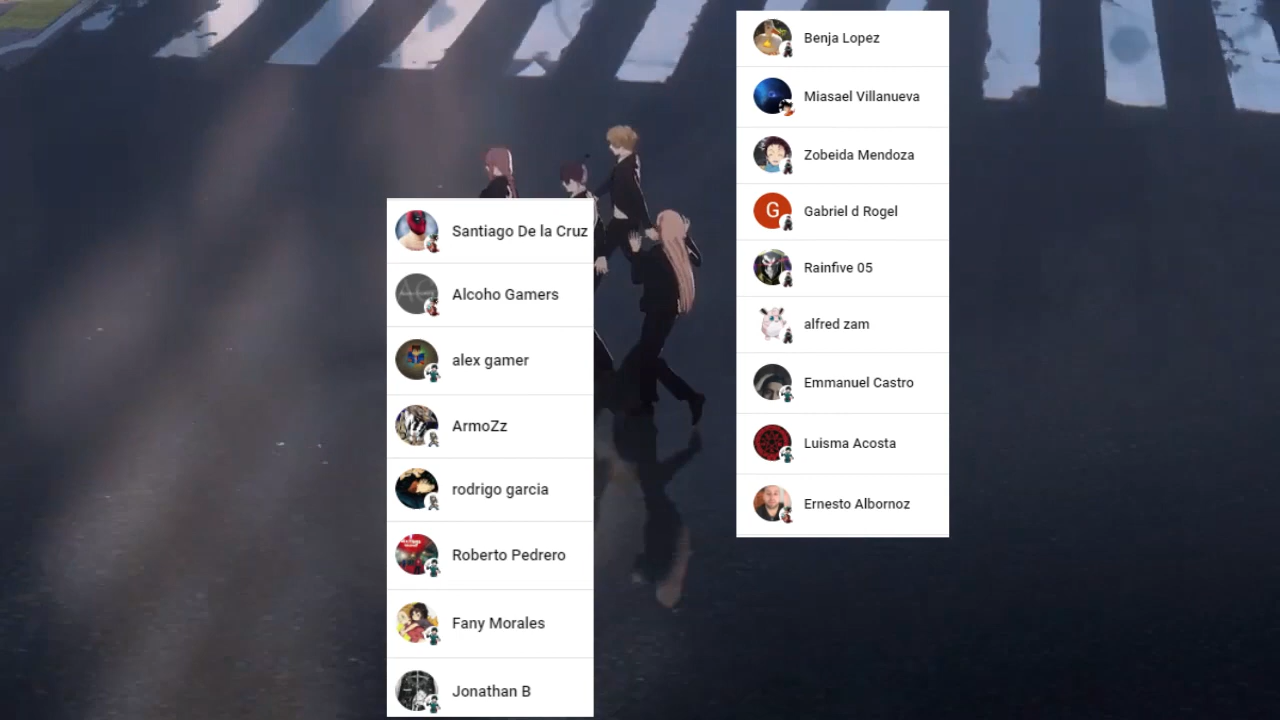 Santiago De la Cruz
Alcoho Gamers
alex gamer
ArmoZz
rodrigo garcia
Roberto Pedrero
Fany Morales
Jonathan B
Benja Lopez
Miasael Villanueva
Zobeida Mendoza
G
Gabriel d Rogel
Rainfive 05
alfred zam
Emmanuel Castro
Luisma Acosta
Ernesto Albornoz